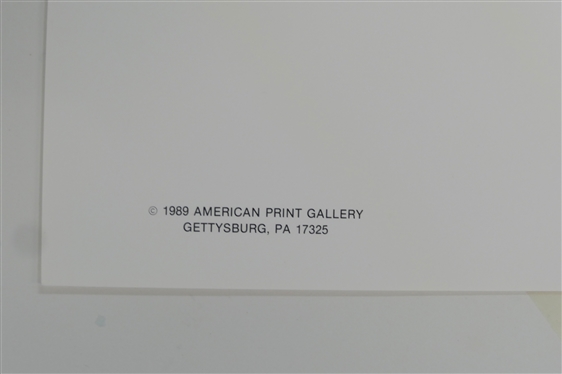 © 1989 AMERICAN PRINT GALLERY
GETTYSBURG, PA 17325